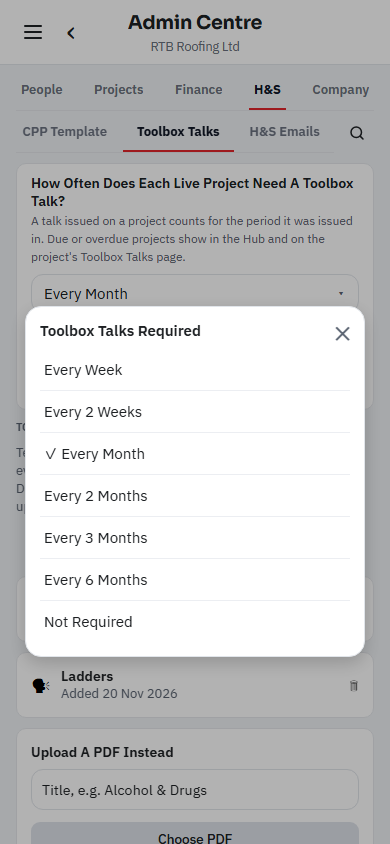 Admin Centre
RTB Roofing Ltd
People Projects Finance H&S Company
CPP Template Toolbox Talks H&S Emails
How Often Does Each Live Project Need A Toolbox
Talk?
A talk issued on a project counts for the period it was issued
in. Due or overdue projects show in the Hub and on the
project's Toolbox Talks page.
Every Month
Toolbox Talks Required
Every Week
Every 2 Weeks
✓ Every Month
Every 2 Months
Every 3 Months
Every 6 Months
Not Required
Ladders
Added 20 Nov 2026
Upload A PDF Instead
Title, e.g. Alcohol & Drugs
Choose PDF